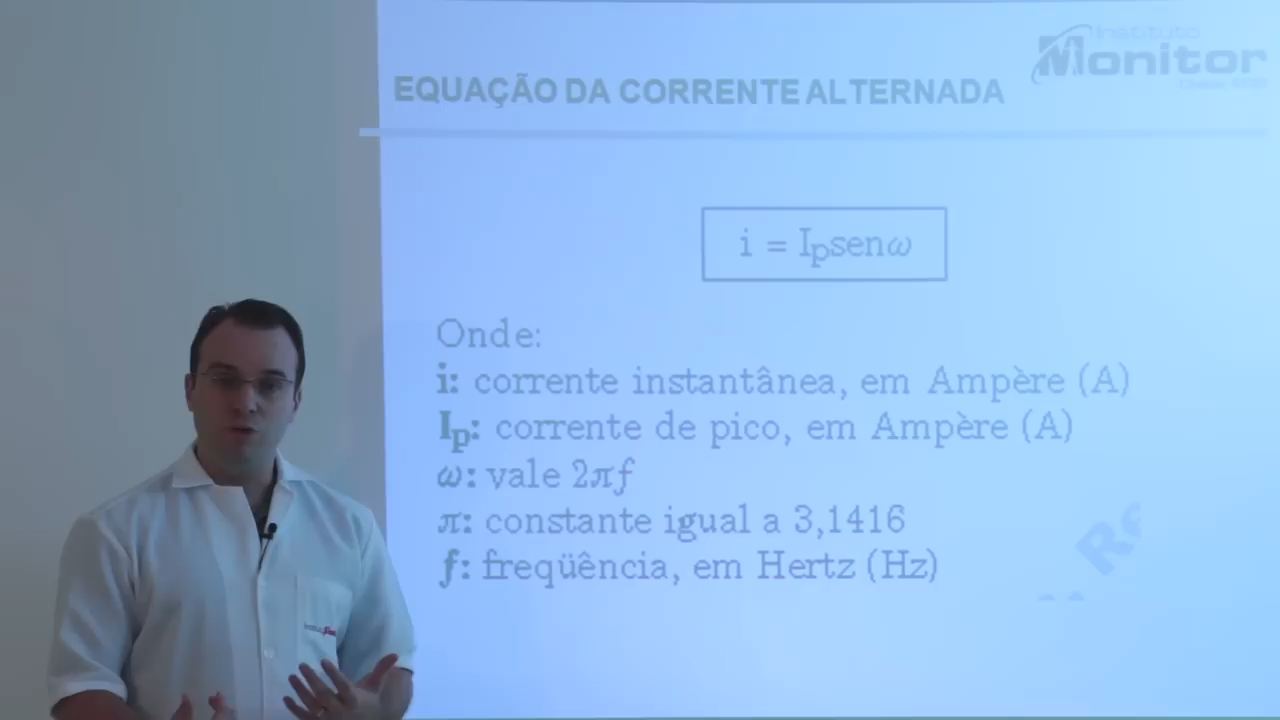 Instituto
Monitor
EQUAÇÃO DA CORRENTE ALTERNADA
i = Ipsenω
Onde:
i: corrente instantânea, em Ampère (A)
Ip: corrente de pico, em Ampère (A)
ω: vale 2πf
π: constante igual a 3,1416
f: freqüência, em Hertz (Hz)